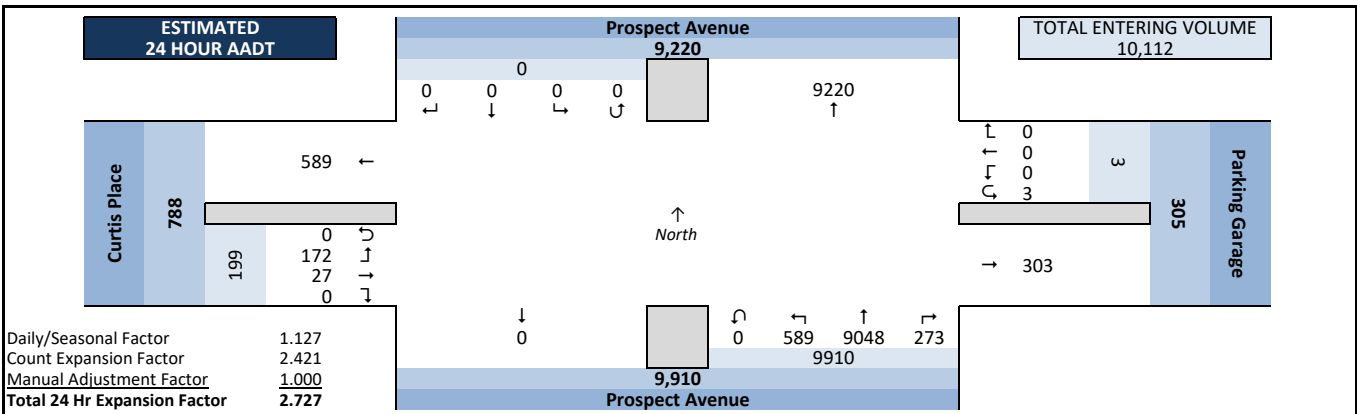 ESTIMATED
24 HOUR AADT
Prospect Avenue
9,220
TOTAL ENTERING VOLUME
10,112
0
0 0 0 0
↵ ↓ ↳ ↺
9220
↑
Curtis Place
788
589 ←
199
0 ⮌
172 ↰
27 →
0 ↴
↑
North
↱ 0
← 0
↲ 0
⮎ 3
3
305
Parking Garage
→ 303
↓
0
↶ ↰ ↑ ↱
0 589 9048 273
9910
9,910
Prospect Avenue
Daily/Seasonal Factor 1.127
Count Expansion Factor 2.421
Manual Adjustment Factor 1.000
Total 24 Hr Expansion Factor 2.727